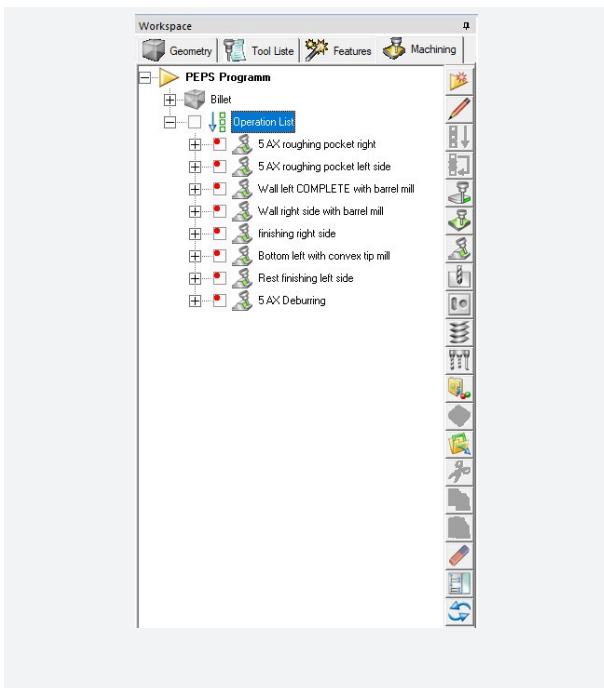 Workspace
Geometry Tool Liste Features Machining
PEPS Programm
Billet
Operation List
5 AX roughing pocket right
5 AX roughing pocket left side
Wall left COMPLETE with barrel mill
Wall right side with barrel mill
finishing right side
Bottom left with convex tip mill
Rest finishing left side
5 AX Deburring